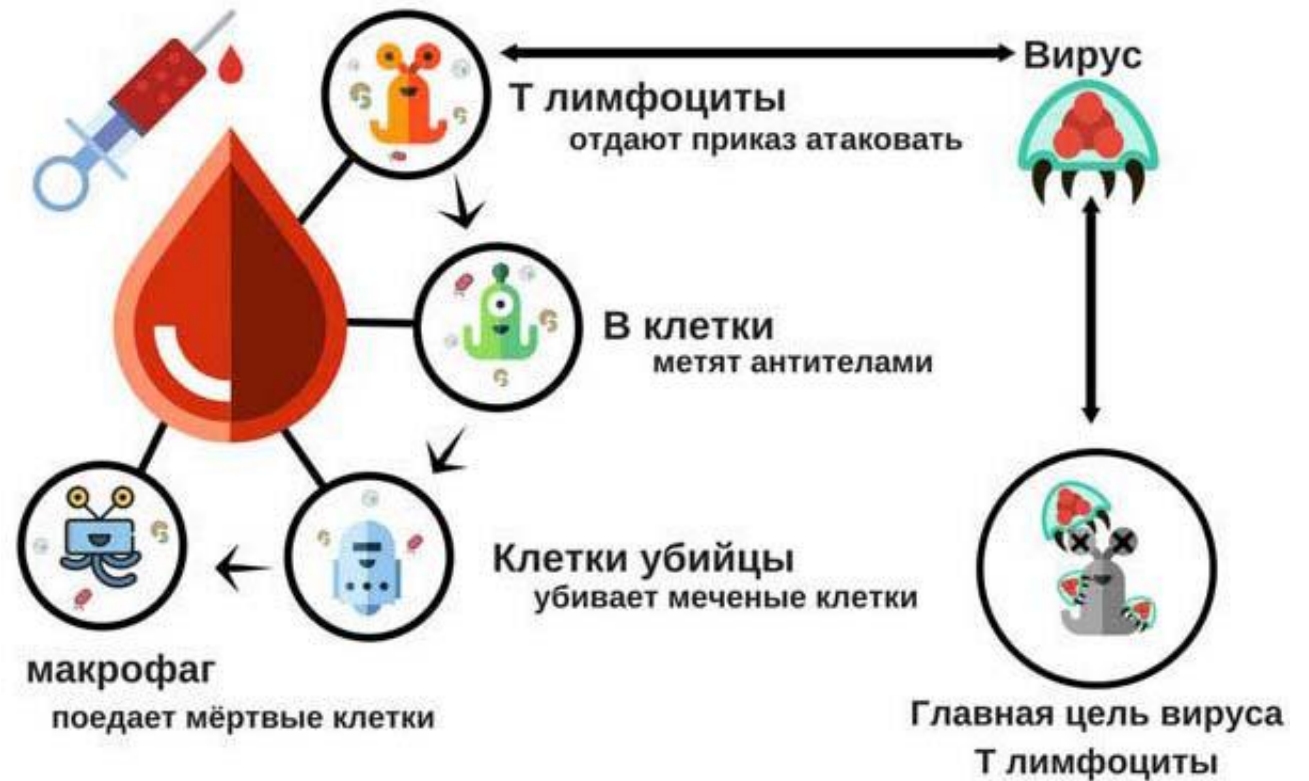 Вирус
Т лимфоциты
отдают приказ атаковать
В клетки
метят антителами
Клетки убийцы
убивает меченые клетки
макрофаг
поедает мёртвые клетки
Главная цель вируса
Т лимфоциты